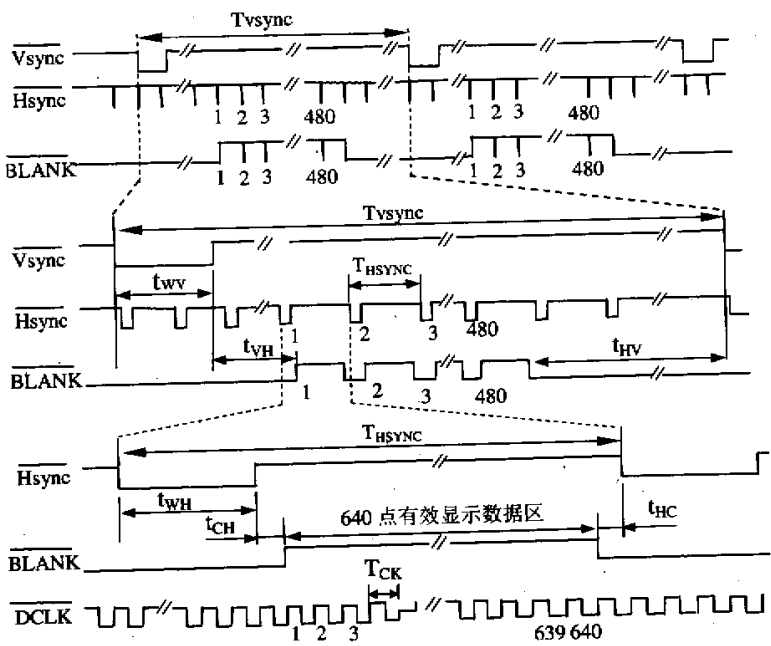 Tvsync
Vsync
Hsync
1 2 3 480 1 2 3 480
BLANK
1 2 3 480 1 2 3 480
Tvsync
Vsync
twv THSYNC
Hsync
1 2 3 480
tVH tHV
BLANK
1 2 3 480
THSYNC
Hsync
tWH
tCH 640 点有效显示数据区 tHC
BLANK
TCK
DCLK
1 2 3 639 640